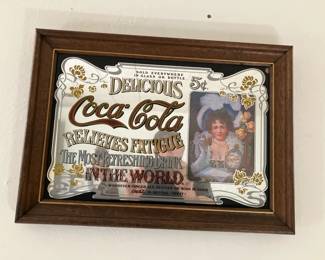 SOLD EVERYWHERE
IN GLASS OR BOTTLE
DELICIOUS 5¢
Coca-Cola
RELIEVES FATIGUE
THE MOST REFRESHING DRINK
IN THE WORLD